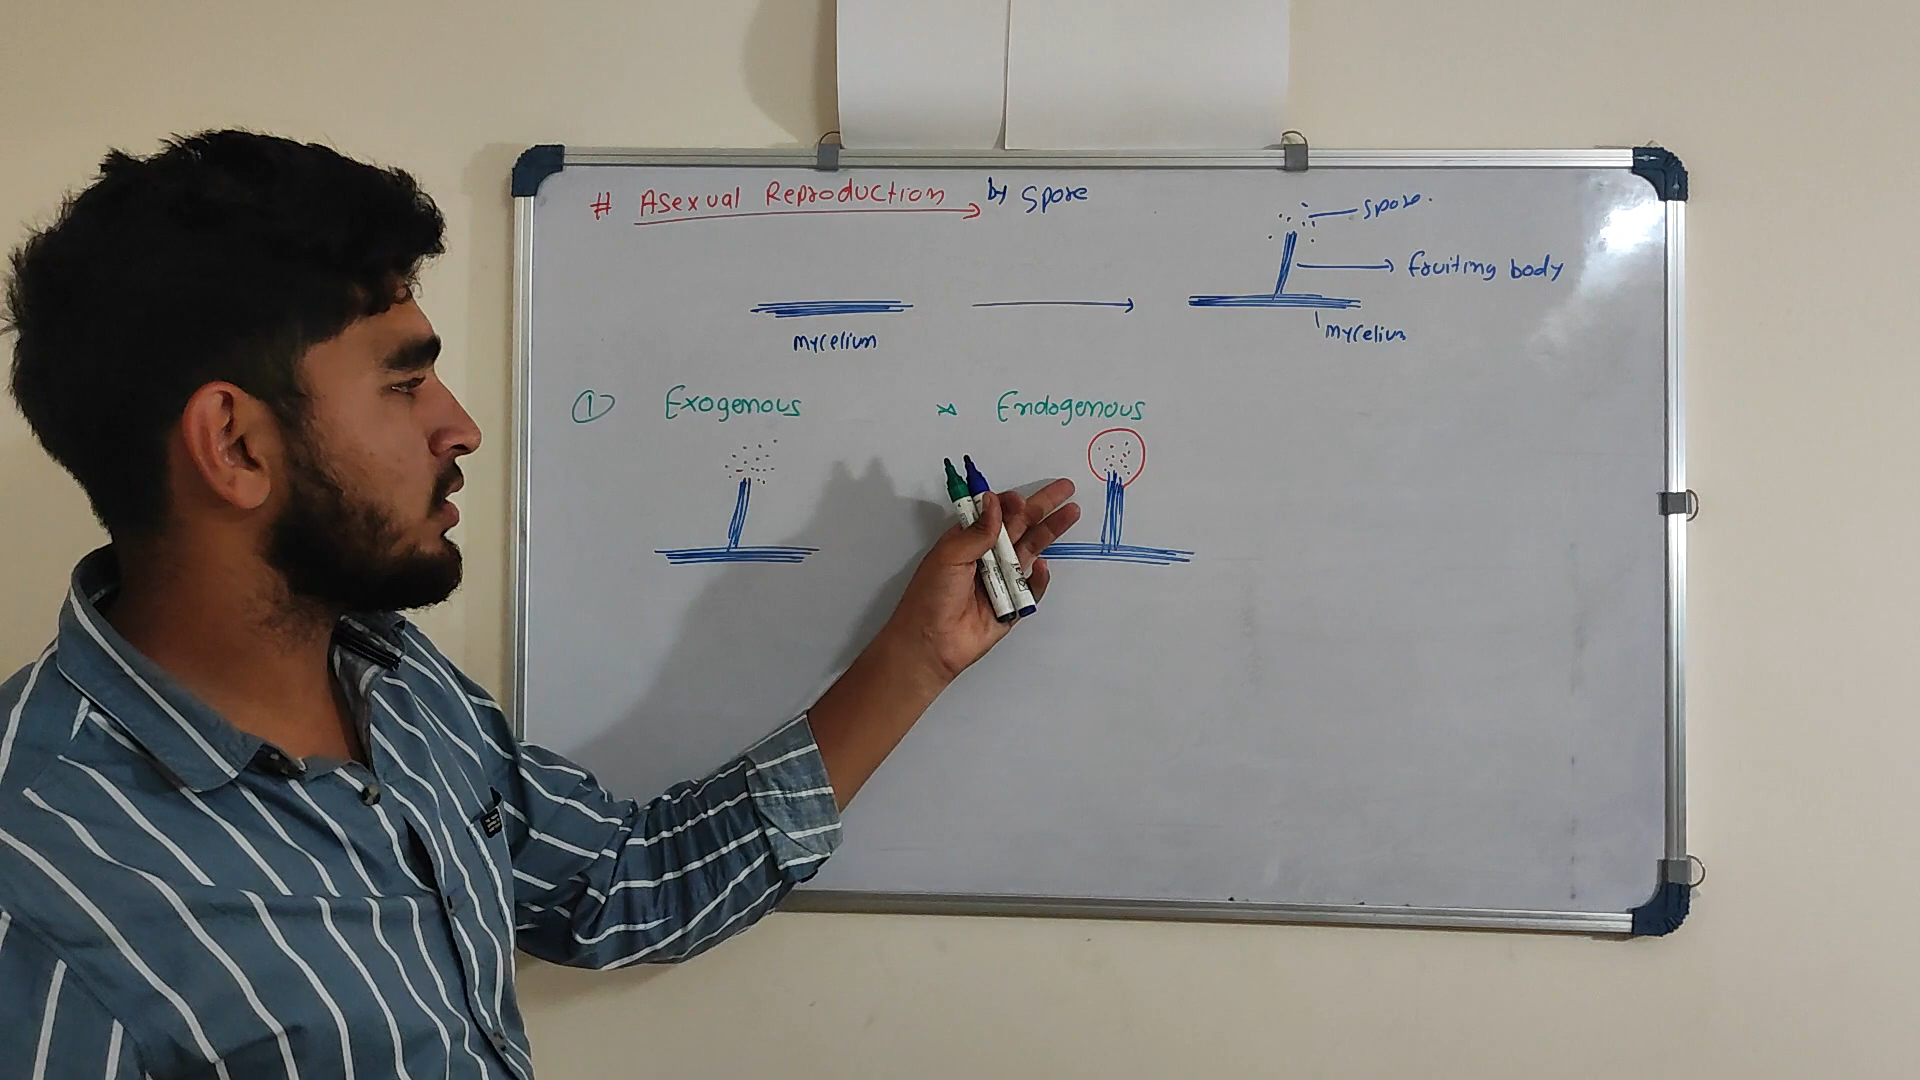 # Asexual Reproduction by Spore
spore.
fruiting body
mycelium
mycelium
① Exogenous
Endogenous